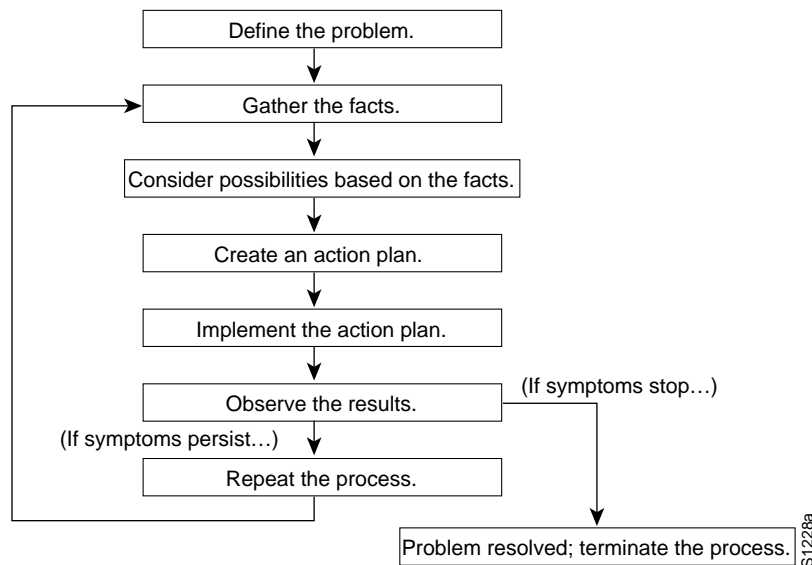 Define the problem.
Gather the facts.
Consider possibilities based on the facts.
Create an action plan.
Implement the action plan.
(If symptoms stop…)
Observe the results.
(If symptoms persist…)
Repeat the process.
Problem resolved; terminate the process.
S1228a